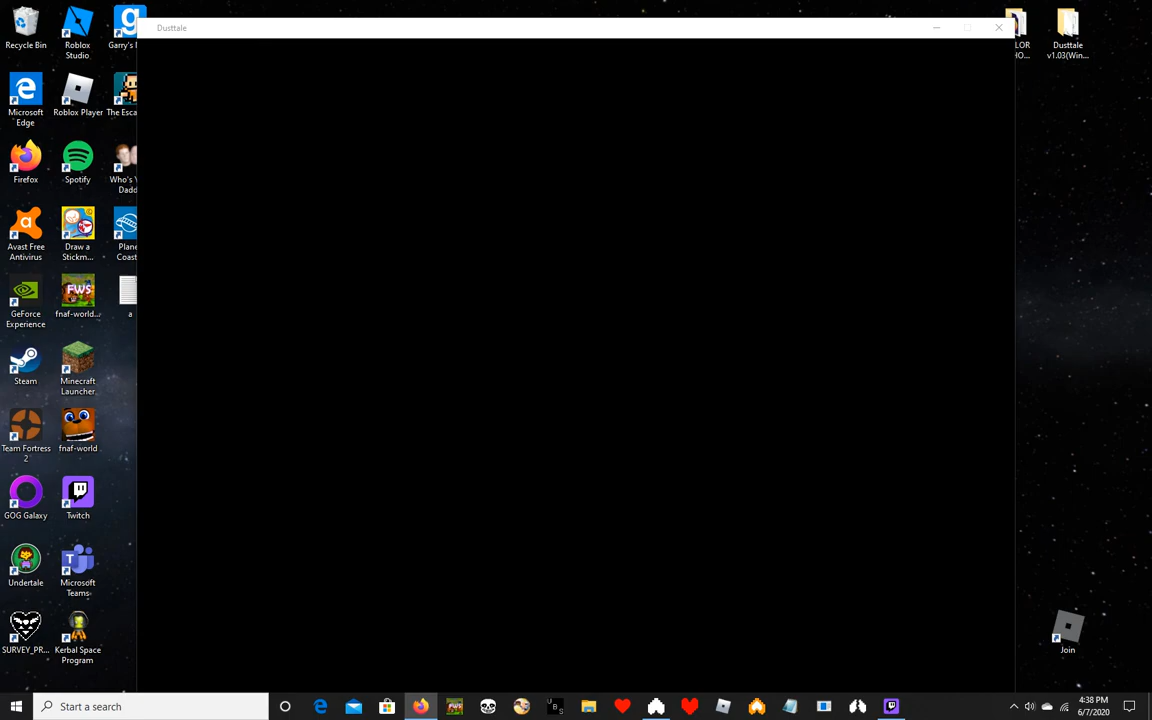 Dusttale
Recycle Bin
Roblox
Studio
Garry's
LOR
HO...
Dusttale
v1.03(Win...
Microsoft
Edge
Roblox Player
The Esca
Firefox
Spotify
Who's Y
Dadd
Avast Free
Antivirus
Draw a
Stickm...
Plane
Coast
GeForce
Experience
FWS
fnaf-world...
a
Steam
Minecraft
Launcher
Team Fortress
2
fnaf-world
GOG Galaxy
Twitch
Undertale
Microsoft
Teams
SURVEY_PR...
Kerbal Space
Program
Join
Start a search
UBS
4:38 PM
6/7/2020